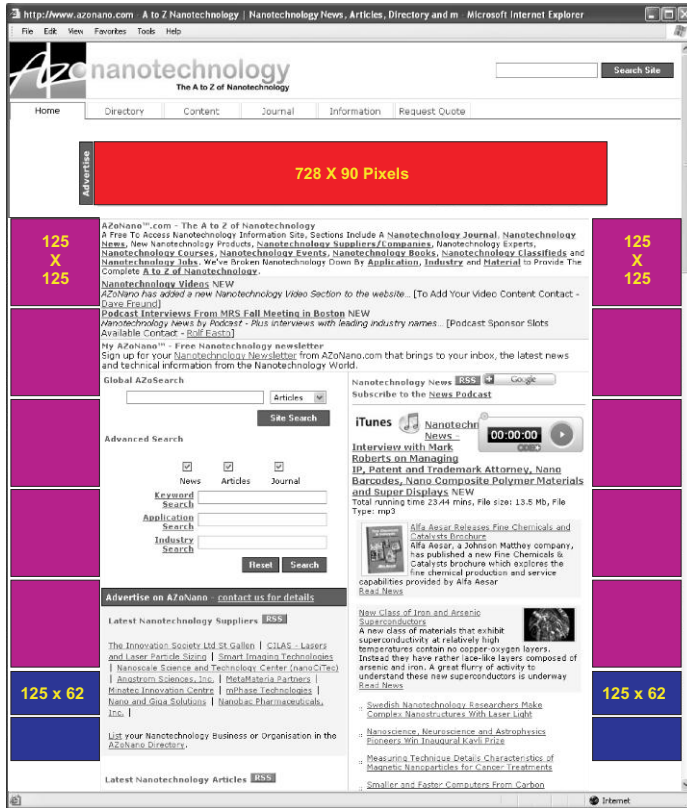 http://www.azonano.com - A to Z Nanotechnology | Nanotechnology News, Articles, Directory and m - Microsoft Internet Explorer
File Edit View Favorites Tools Help
AZo nanotechnology
The A to Z of Nanotechnology
Search Site
Home Directory Content Journal Information Request Quote
Advertise
728 X 90 Pixels
125
X
125
125
X
125
AZoNano™.com - The A to Z of Nanotechnology
A Free To Access Nanotechnology Information Site, Sections Include A Nanotechnology Journal, Nanotechnology
News, New Nanotechnology Products, Nanotechnology Suppliers/Companies, Nanotechnology Experts,
Nanotechnology Courses, Nanotechnology Events, Nanotechnology Books, Nanotechnology Classifieds and
Nanotechnology Jobs. We've Broken Nanotechnology Down By Application, Industry and Material to Provide The
Complete A to Z of Nanotechnology.
Nanotechnology Videos NEW
AZoNano has added a new Nanotechnology Video Section to the website... [To Add Your Video Content Contact -
Dave Freund]
Podcast Interviews From MRS Fall Meeting in Boston NEW
Nanotechnology News by Podcast - Plus interviews with leading industry names... [Podcast Sponsor Slots
Available Contact - Rolf Easto]
My AZoNano™ - Free Nanotechnology newsletter
Sign up for your Nanotechnology Newsletter from AZoNano.com that brings to your inbox, the latest news
and technical information from the Nanotechnology World.
Global AZoSearch
Articles
Site Search
Advanced Search
News Articles Journal
Keyword
Search
Application
Search
Industry
Search
Reset Search
Advertise on AZoNano - contact us for details
Latest Nanotechnology Suppliers RSS
The Innovation Society Ltd St Gallen | CILAS - Lasers
and Laser Particle Sizing | Smart Imaging Technologies
| Nanoscale Science and Technology Center (nanoCiTec)
| Angstrom Sciences, Inc. | MetaMateria Partners |
Minatec Innovation Centre | mPhase Technologies |
Nano and Giga Solutions | Nanobac Pharmaceuticals,
Inc. |
List your Nanotechnology Business or Organisation in the
AZoNano Directory.
Latest Nanotechnology Articles RSS
Nanotechnology News RSS Google
Subscribe to the News Podcast
iTunes
00:00:00
Nanotechn
News -
Interview with Mark
Roberts on Managing
IP, Patent and Trademark Attorney, Nano
Barcodes, Nano Composite Polymer Materials
and Super Displays NEW
Total running time 23.44 mins, File size: 13.5 Mb, File
Type: mp3
Alfa Aesar Releases Fine Chemicals and
Catalysts Brochure
Alfa Aesar, a Johnson Matthey company,
has published a new Fine Chemicals &
Catalysts brochure which explores the
fine chemical production and service
capabilities provided by Alfa Aesar
Read News
New Class of Iron and Arsenic
Superconductors
A new class of materials that exhibit
superconductivity at relatively high
temperatures contain no copper-oxygen layers.
Instead they have rather lace-like layers composed of
arsenic and iron. A great flurry of activity to
understand these new superconductors is underway
Read News
Swedish Nanotechnology Researchers Make
Complex Nanostructures With Laser Light
Nanoscience, Neuroscience and Astrophysics
Pioneers Win Inaugural Kavli Prize
Measuring Technique Details Characteristics of
Magnetic Nanoparticles for Cancer Treatments
Smaller and Faster Computers From Carbon
125 x 62
125 x 62
Internet